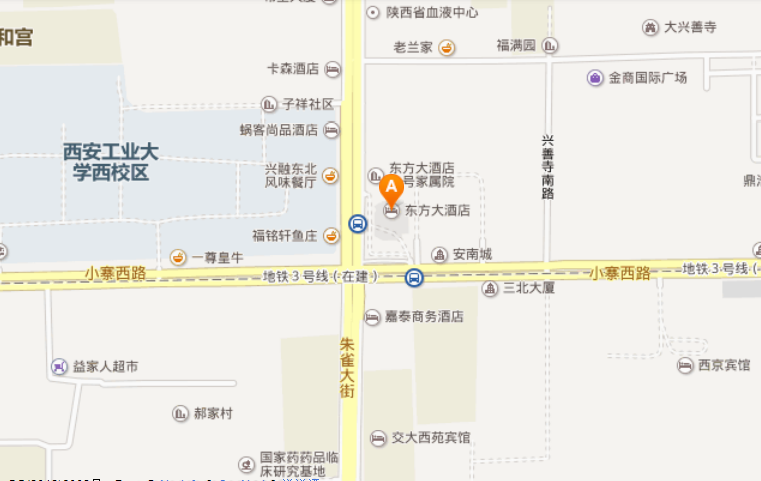 陕西省血液中心
大兴善寺
和宫
老兰家
福满园
卡森酒店
金商国际广场
子祥社区
蜗客尚品酒店
西安工业大
学西校区
兴善寺南路
兴融东北
风味餐厅
东方大酒店
号家属院
A
东方大酒店
福铭轩鱼庄
一尊皇牛
安南城
小寨西路
地铁3号线(在建)
小寨西路
地铁3号线(
三北大厦
嘉泰商务酒店
朱雀大街
益家人超市
西京宾馆
郝家村
交大西苑宾馆
国家药药品临
床研究基地